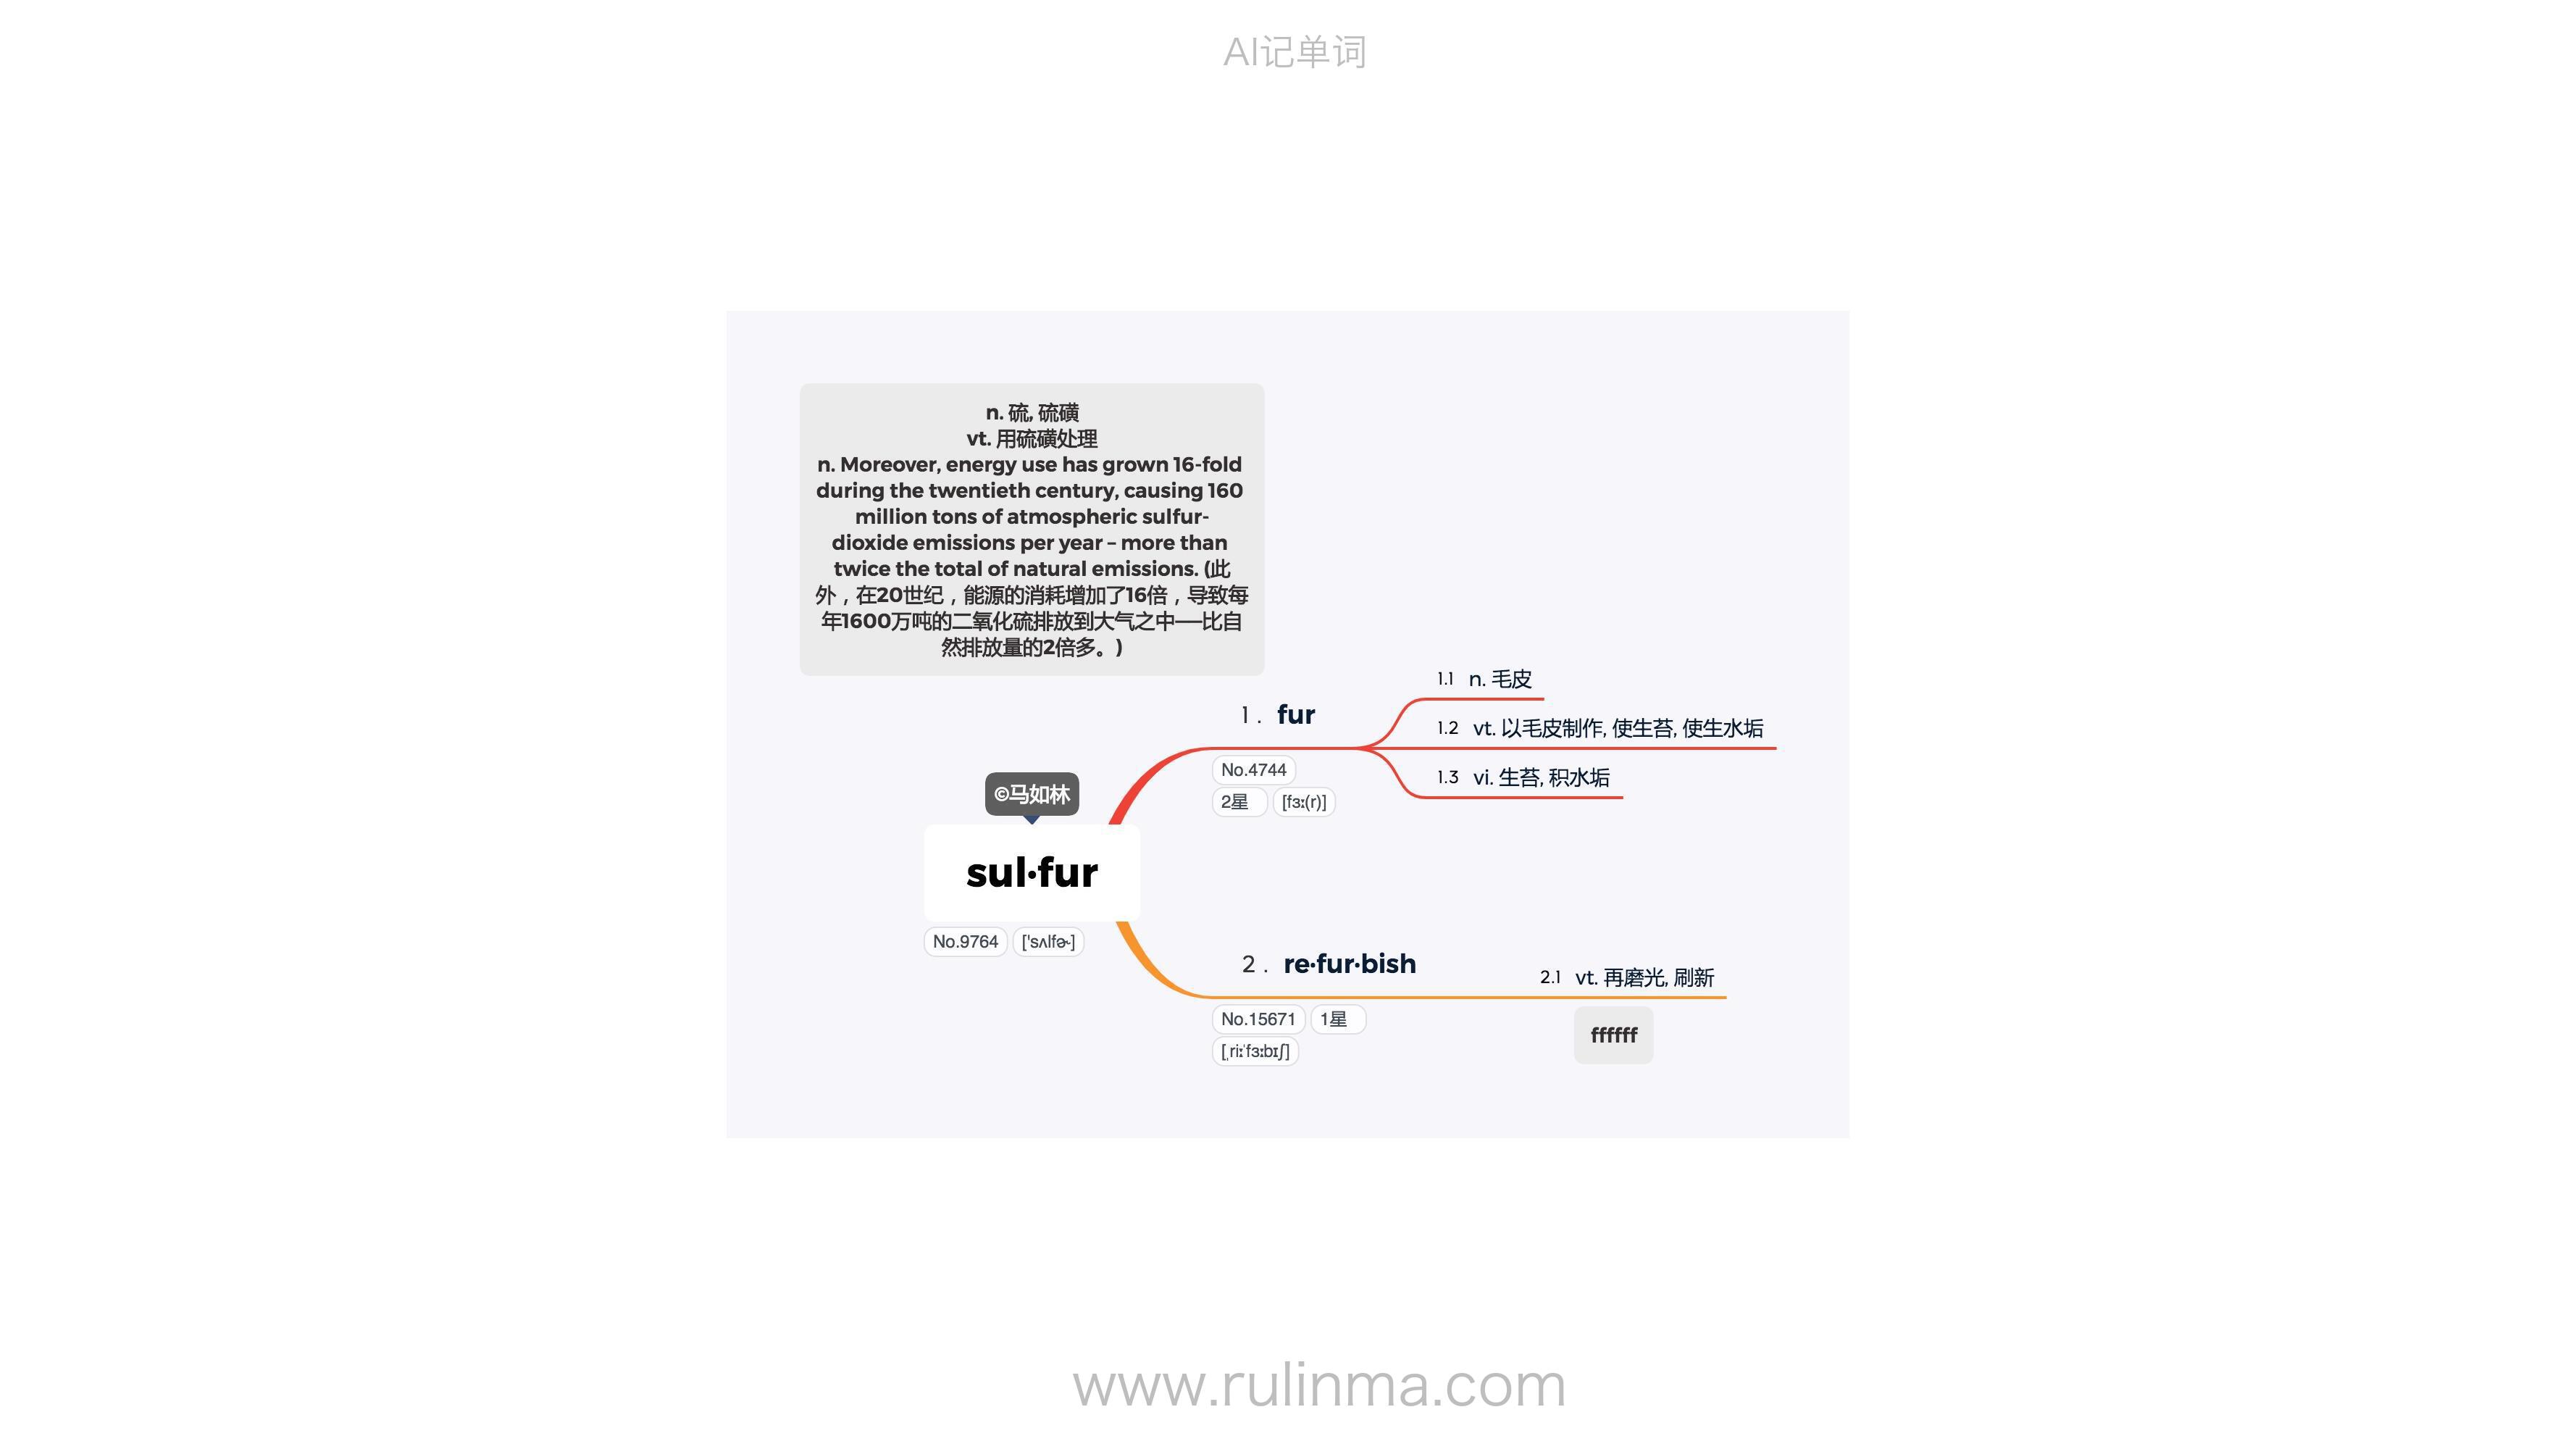 AI记单词
n. 硫, 硫磺
vt. 用硫磺处理
n. Moreover, energy use has grown 16-fold
during the twentieth century, causing 160
million tons of atmospheric sulfur-
dioxide emissions per year – more than
twice the total of natural emissions. (此
外，在20世纪，能源的消耗增加了16倍，导致每
年1600万吨的二氧化硫排放到大气之中——比自
然排放量的2倍多。)
1.1 n. 毛皮
1. fur
1.2 vt. 以毛皮制作, 使生苔, 使生水垢
No.4744
1.3 vi. 生苔, 积水垢
2星 [fɜː(r)]
©马如林
sul·fur
No.9764 ['sʌlfɚ]
2. re·fur·bish
2.1 vt. 再磨光, 刷新
No.15671 1星
ffffff
[ˌriːˈfɜːbɪʃ]
www.rulinma.com